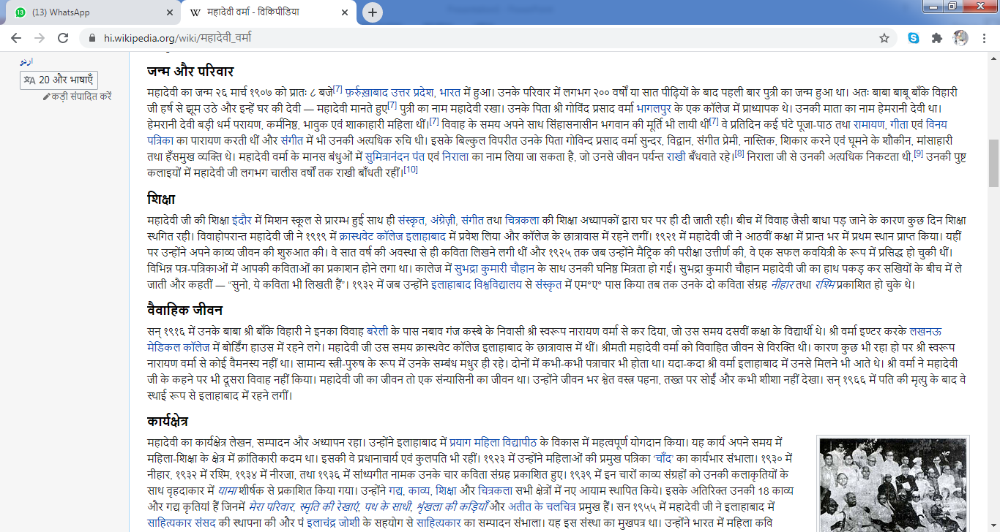 (13) WhatsApp
महादेवी वर्मा - विकिपीडिया
hi.wikipedia.org/wiki/महादेवी_वर्मा
اردو
20 और भाषाएँ
कड़ी संपादित करें
जन्म और परिवार
महादेवी का जन्म २६ मार्च १९०७ को प्रातः ८ बजे[7] फ़र्रुख़ाबाद उत्तर प्रदेश, भारत में हुआ। उनके परिवार में लगभग २०० वर्षों या सात पीढ़ियों के बाद पहली बार पुत्री का जन्म हुआ था। अतः बाबा बाबू बाँके विहारी
जी हर्ष से झूम उठे और इन्हें घर की देवी — महादेवी मानते हुए[7] पुत्री का नाम महादेवी रखा। उनके पिता श्री गोविंद प्रसाद वर्मा भागलपुर के एक कॉलेज में प्राध्यापक थे। उनकी माता का नाम हेमरानी देवी था।
हेमरानी देवी बड़ी धर्म परायण, कर्मनिष्ठ, भावुक एवं शाकाहारी महिला थीं।[7] विवाह के समय अपने साथ सिंहासनासीन भगवान की मूर्ति भी लायी थीं[7] वे प्रतिदिन कई घंटे पूजा-पाठ तथा रामायण, गीता एवं विनय
पत्रिका का पारायण करती थीं और संगीत में भी उनकी अत्यधिक रुचि थी। इसके बिल्कुल विपरीत उनके पिता गोविन्द प्रसाद वर्मा सुन्दर, विद्वान, संगीत प्रेमी, नास्तिक, शिकार करने एवं घूमने के शौकीन, मांसाहारी
तथा हँसमुख व्यक्ति थे। महादेवी वर्मा के मानस बंधुओं में सुमित्रानंदन पंत एवं निराला का नाम लिया जा सकता है, जो उनसे जीवन पर्यन्त राखी बँधवाते रहे।[8] निराला जी से उनकी अत्यधिक निकटता थी,[9] उनकी पुष्ट
कलाइयों में महादेवी जी लगभग चालीस वर्षों तक राखी बाँधती रहीं।[10]
शिक्षा
महादेवी जी की शिक्षा इंदौर में मिशन स्कूल से प्रारम्भ हुई साथ ही संस्कृत, अंग्रेज़ी, संगीत तथा चित्रकला की शिक्षा अध्यापकों द्वारा घर पर ही दी जाती रही। बीच में विवाह जैसी बाधा पड़ जाने के कारण कुछ दिन शिक्षा
स्थगित रही। विवाहोपरान्त महादेवी जी ने १९१९ में क्रास्थवेट कॉलेज इलाहाबाद में प्रवेश लिया और कॉलेज के छात्रावास में रहने लगीं। १९२१ में महादेवी जी ने आठवीं कक्षा में प्रान्त भर में प्रथम स्थान प्राप्त किया। यहीं
पर उन्होंने अपने काव्य जीवन की शुरुआत की। वे सात वर्ष की अवस्था से ही कविता लिखने लगी थीं और १९२५ तक जब उन्होंने मैट्रिक की परीक्षा उत्तीर्ण की, वे एक सफल कवयित्री के रूप में प्रसिद्ध हो चुकी थीं।
विभिन्न पत्र-पत्रिकाओं में आपकी कविताओं का प्रकाशन होने लगा था। कालेज में सुभद्रा कुमारी चौहान के साथ उनकी घनिष्ठ मित्रता हो गई। सुभद्रा कुमारी चौहान महादेवी जी का हाथ पकड़ कर सखियों के बीच में ले
जाती और कहतीं — “सुनो, ये कविता भी लिखती हैं”। १९३२ में जब उन्होंने इलाहाबाद विश्वविद्यालय से संस्कृत में एम॰ए॰ पास किया तब तक उनके दो कविता संग्रह नीहार तथा रश्मि प्रकाशित हो चुके थे।
वैवाहिक जीवन
सन् १९१६ में उनके बाबा श्री बाँके विहारी ने इनका विवाह बरेली के पास नबाव गंज कस्बे के निवासी श्री स्वरूप नारायण वर्मा से कर दिया, जो उस समय दसवीं कक्षा के विद्यार्थी थे। श्री वर्मा इण्टर करके लखनऊ
मेडिकल कॉलेज में बोर्डिंग हाउस में रहने लगे। महादेवी जी उस समय क्रास्थवेट कॉलेज इलाहाबाद के छात्रावास में थीं। श्रीमती महादेवी वर्मा को विवाहित जीवन से विरक्ति थी। कारण कुछ भी रहा हो पर श्री स्वरूप
नारायण वर्मा से कोई वैमनस्य नहीं था। सामान्य स्त्री-पुरुष के रूप में उनके सम्बंध मधुर ही रहे। दोनों में कभी-कभी पत्राचार भी होता था। यदा-कदा श्री वर्मा इलाहाबाद में उनसे मिलने भी आते थे। श्री वर्मा ने महादेवी
जी के कहने पर भी दूसरा विवाह नहीं किया। महादेवी जी का जीवन तो एक संन्यासिनी का जीवन था। उन्होंने जीवन भर श्वेत वस्त्र पहना, तख्त पर सोईं और कभी शीशा नहीं देखा। सन् १९६६ में पति की मृत्यु के बाद वे
स्थाई रूप से इलाहाबाद में रहने लगीं।
कार्यक्षेत्र
महादेवी का कार्यक्षेत्र लेखन, सम्पादन और अध्यापन रहा। उन्होंने इलाहाबाद में प्रयाग महिला विद्यापीठ के विकास में महत्वपूर्ण योगदान किया। यह कार्य अपने समय में
महिला-शिक्षा के क्षेत्र में क्रांतिकारी कदम था। इसकी वे प्रधानाचार्य एवं कुलपति भी रहीं। १९२३ में उन्होंने महिलाओं की प्रमुख पत्रिका ‘चाँद’ का कार्यभार संभाला। १९३० में
नीहार, १९३२ में रश्मि, १९३४ में नीरजा, तथा १९३६ में सांध्यगीत नामक उनके चार कविता संग्रह प्रकाशित हुए। १९३९ में इन चारों काव्य संग्रहों को उनकी कलाकृतियों के
साथ वृहदाकार में यामा शीर्षक से प्रकाशित किया गया। उन्होंने गद्य, काव्य, शिक्षा और चित्रकला सभी क्षेत्रों में नए आयाम स्थापित किये। इसके अतिरिक्त उनकी 18 काव्य
और गद्य कृतियां हैं जिनमें मेरा परिवार, स्मृति की रेखाएं, पथ के साथी, शृंखला की कड़ियाँ और अतीत के चलचित्र प्रमुख हैं। सन १९५५ में महादेवी जी ने इलाहाबाद में
साहित्यकार संसद की स्थापना की और पं इलाचंद्र जोशी के सहयोग से साहित्यकार का सम्पादन संभाला। यह इस संस्था का मुखपत्र था। उन्होंने भारत में महिला कवि